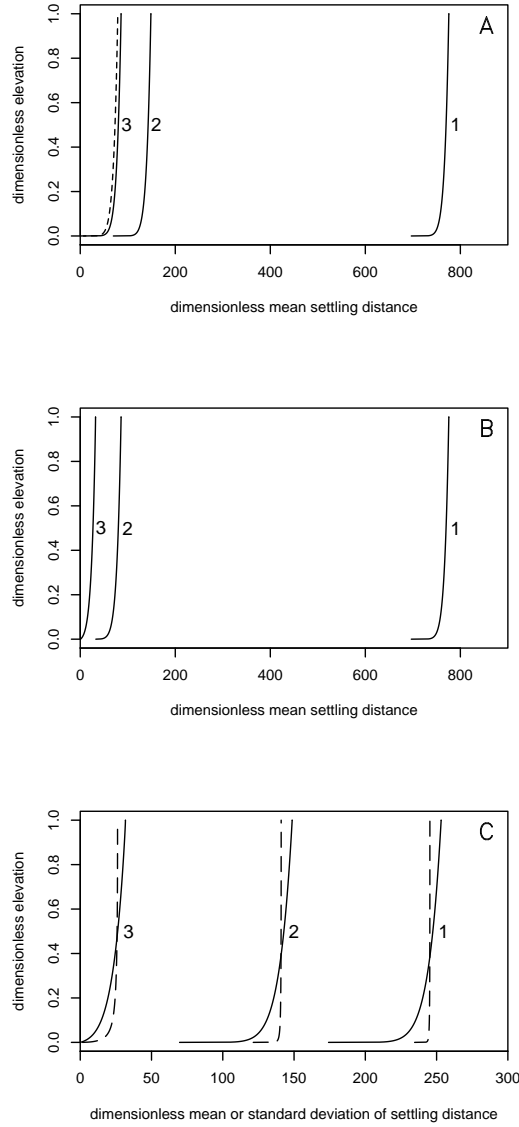 A
1.0
0.8
0.6
0.4
0.2
0.0
dimensionless elevation
3 2 1
0 200 400 600 800
dimensionless mean settling distance
B
1.0
0.8
0.6
0.4
0.2
0.0
dimensionless elevation
3 2 1
0 200 400 600 800
dimensionless mean settling distance
C
1.0
0.8
0.6
0.4
0.2
0.0
dimensionless elevation
3 2 1
0 50 100 150 200 250 300
dimensionless mean or standard deviation of settling distance